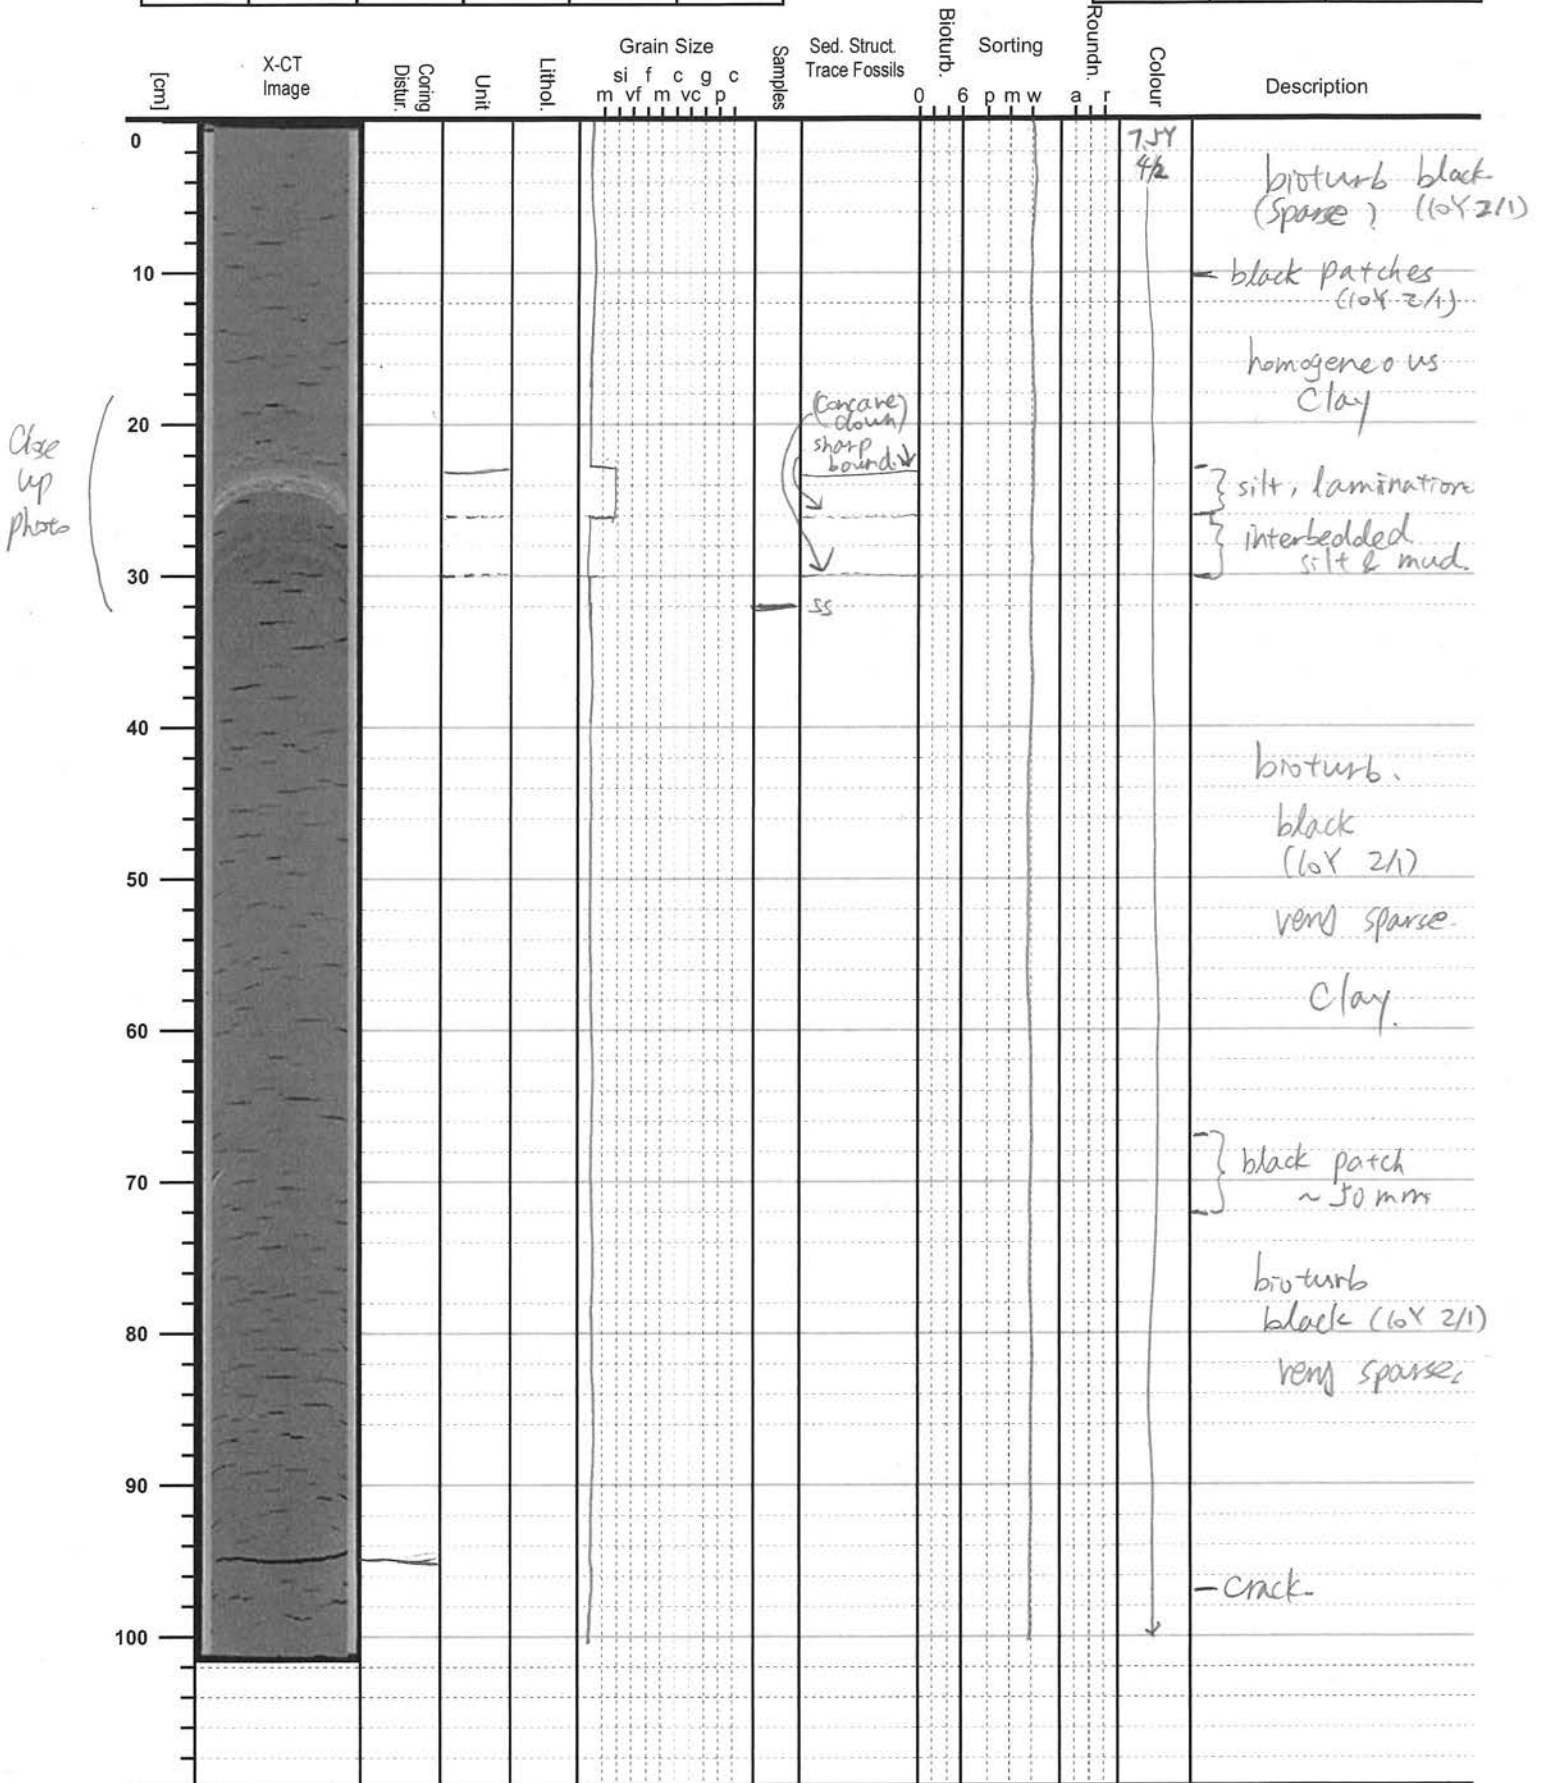 [cm]
X-CT
Image
Coring
Distur.
Unit
Lithol.
Grain Size
si f c g c
m vf m vc p
Samples
Sed. Struct.
Trace Fossils
Bioturb.
0 6
Sorting
p m w
Roundn.
a r
Colour
Description
0
7.5Y
4/2
bioturb black
(sparse) (10Y 2/1)
10
black patches
(10Y 2/1)
homogeneous
clay
20
Close
up
photo
(concave
down)
sharp
bound.
silt, lamination
interbedded
silt & mud.
30
SS
40
bioturb.
black
(10Y 2/1)
50
very sparse.
Clay.
60
70
black patch
~50 mm
bioturb
80
black (10Y 2/1)
very sparse.
90
crack
100